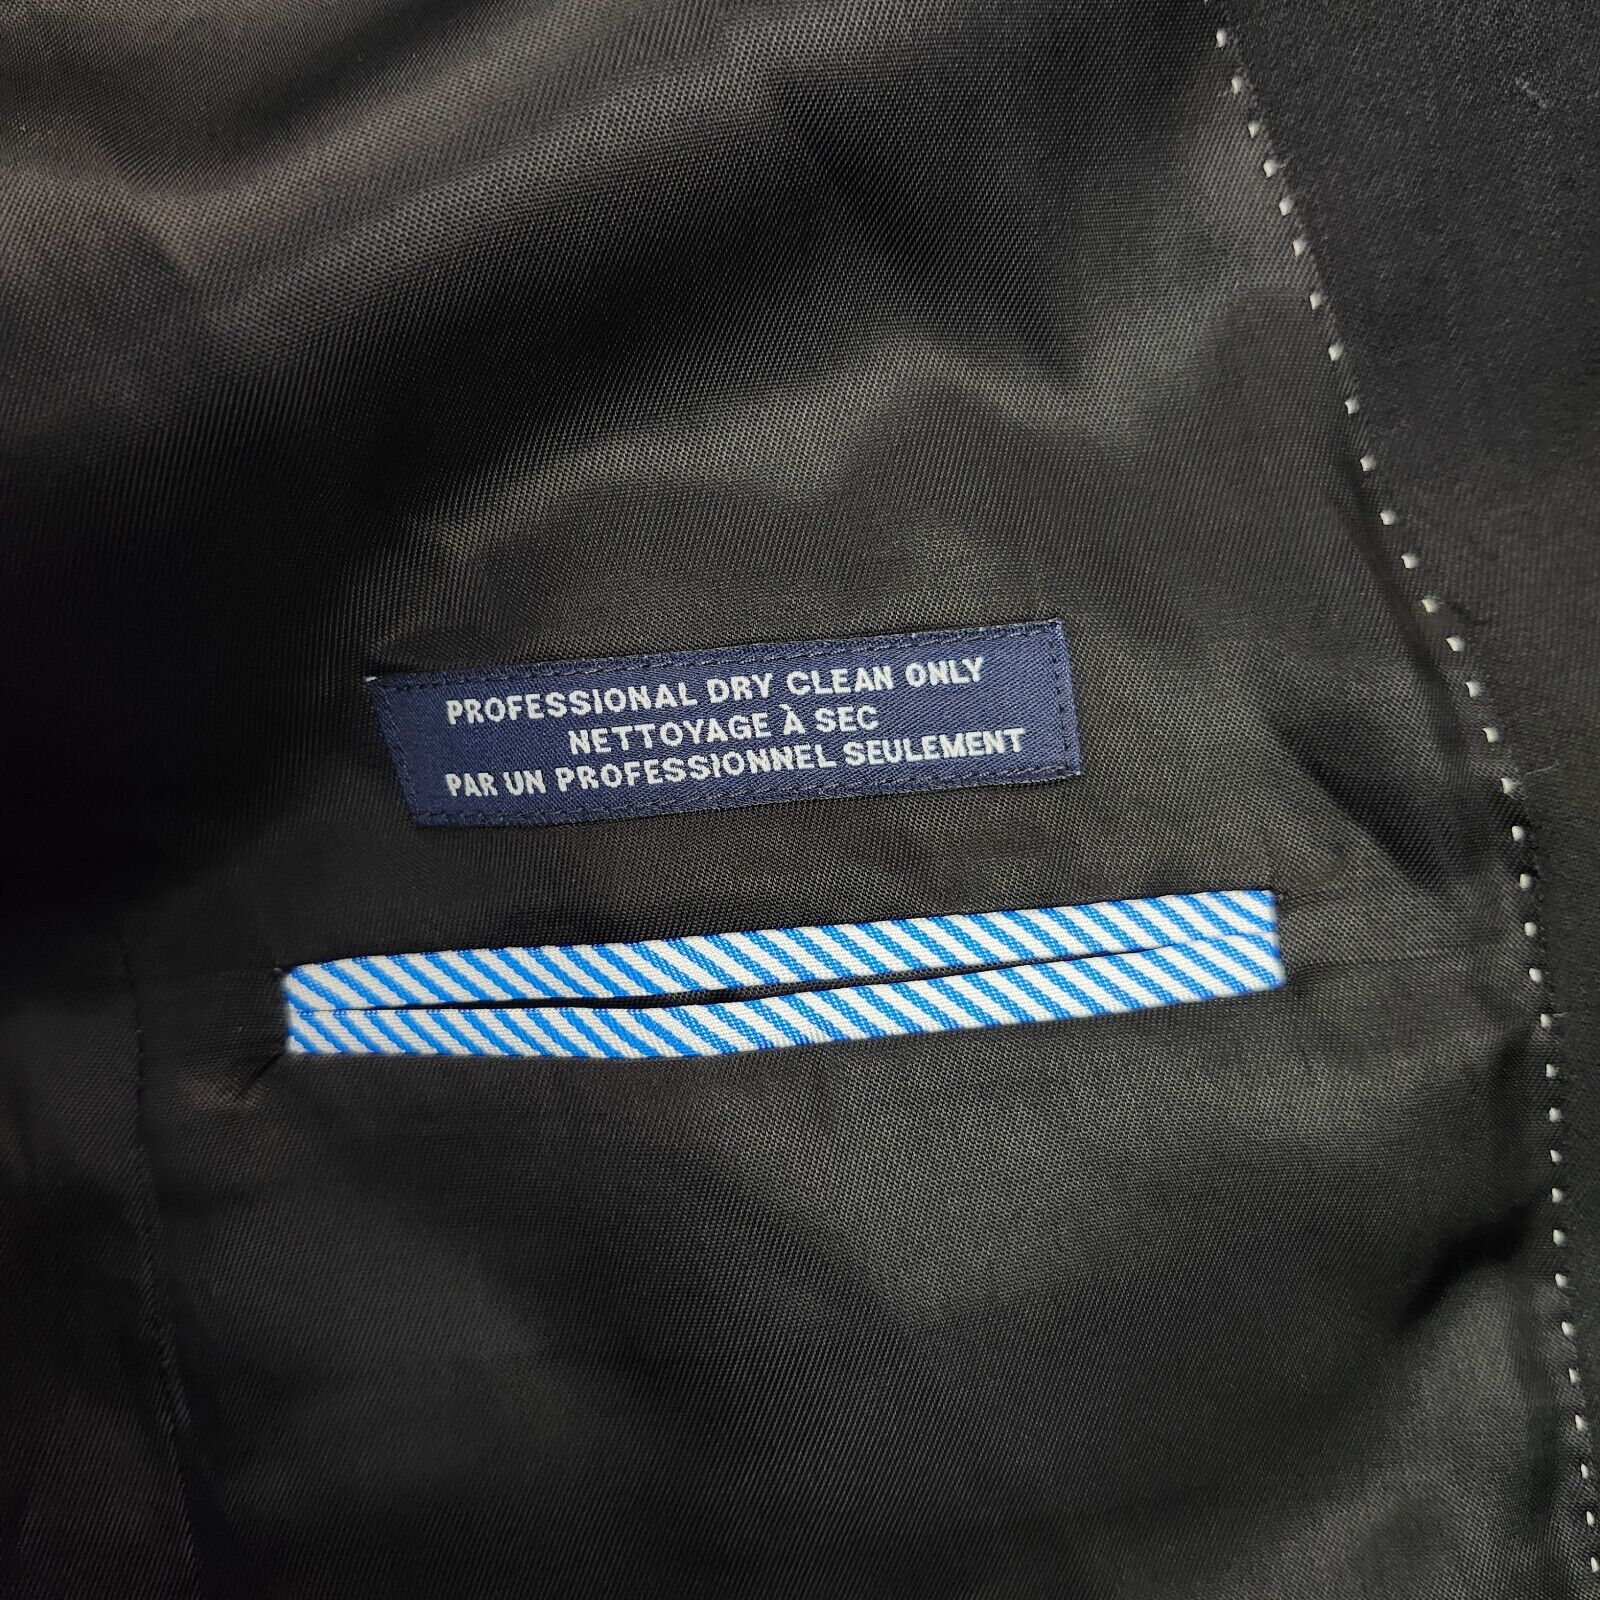 PROFESSIONAL DRY CLEAN ONLY
NETTOYAGE À SEC
PAR UN PROFESSIONNEL SEULEMENT